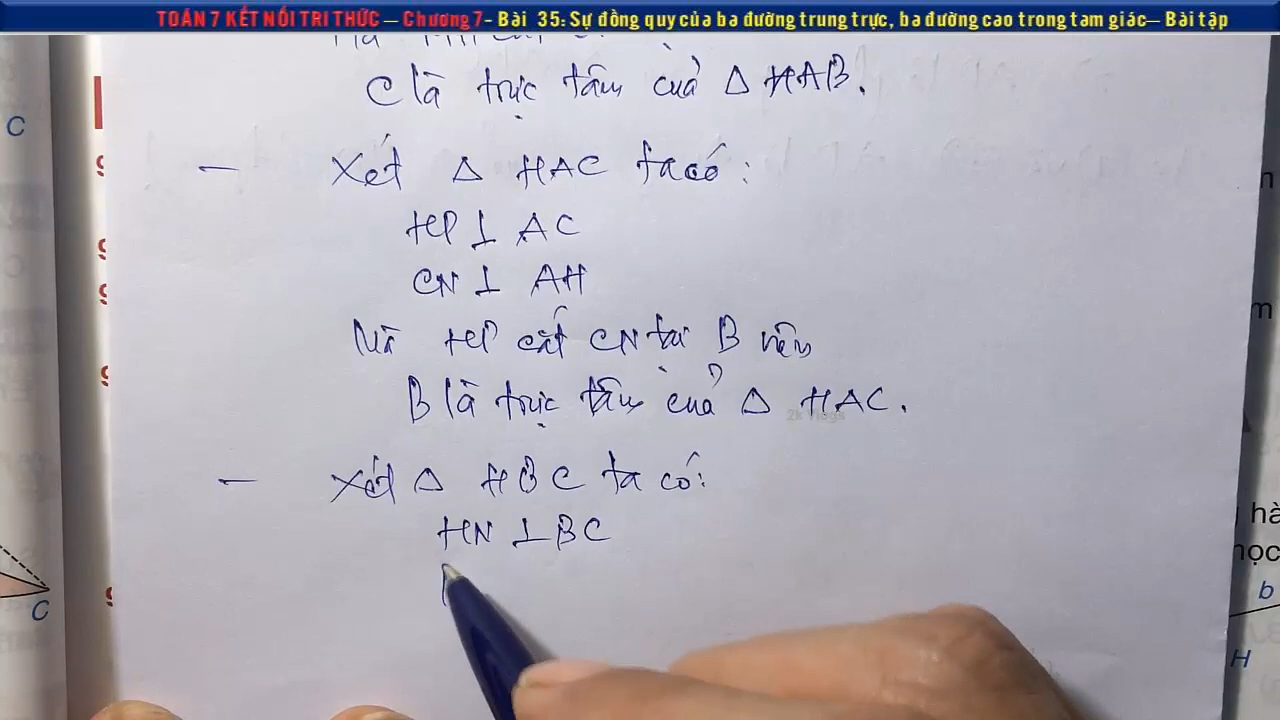 TOÁN 7 KẾT NỐI TRI THỨC – Chương 7- Bài 35: Sự đồng quy của ba đường trung trực, ba đường cao trong tam giác– Bài tập
C là trực tâm của Δ HAB.
C
– Xét Δ HAC ta có:
HP ⊥ AC
CN ⊥ AH
Mà HP cắt CN tại B nên
B là trực tâm của Δ HAC.
– Xét Δ HBC ta có:
HN ⊥ BC
C
b
H